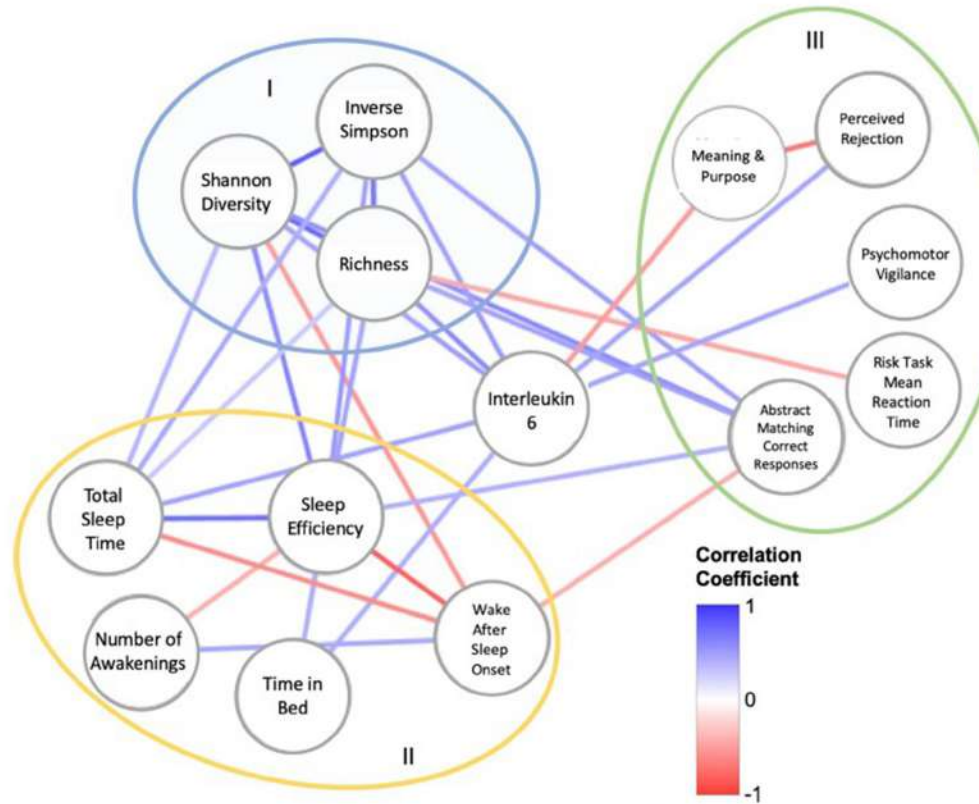 I
III
Inverse
Simpson
Perceived
Rejection
Meaning &
Purpose
Shannon
Diversity
Richness
Psychomotor
Vigilance
Interleukin
6
Risk Task
Mean
Reaction
Time
Abstract
Matching
Correct
Responses
Total
Sleep
Time
Sleep
Efficiency
Wake
After
Sleep
Onset
Number of
Awakenings
Time in
Bed
II
Correlation
Coefficient
1
0
-1